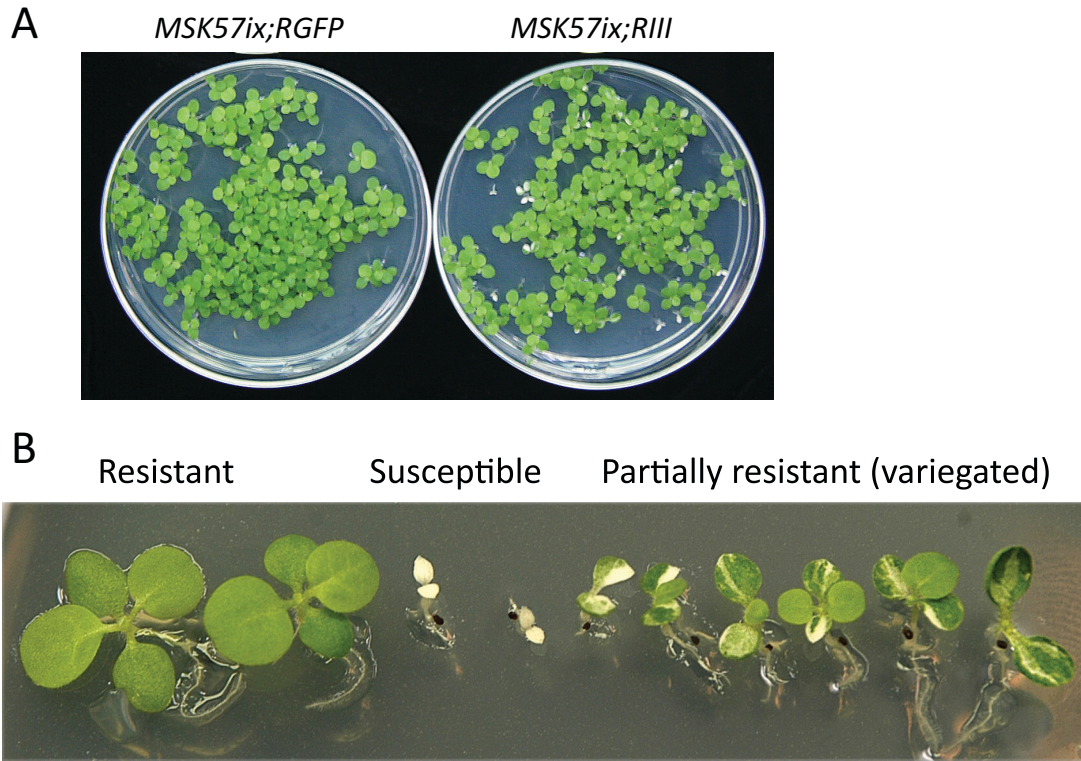 A
MSK57ix;RGFP MSK57ix;RIII
B
Resistant Susceptible Partially resistant (variegated)